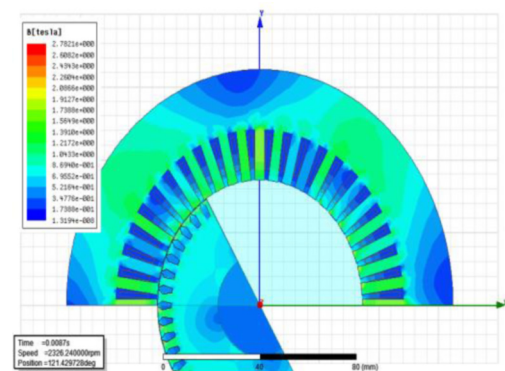 B[tesla]
2.7821e+000
2.6082e+000
2.4343e+000
2.2604e+000
2.0866e+000
1.9127e+000
1.7388e+000
1.5649e+000
1.3910e+000
1.2172e+000
1.0433e+000
8.6940e-001
6.9552e-001
5.2164e-001
3.4776e-001
1.7388e-001
Y
Time =0.0087s
Speed =2326.240000rpm
Position =121.429728deg
0 40 80 (mm)